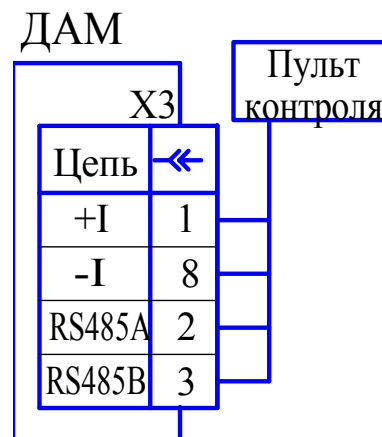 ДАМ
Пульт
контроля
X3
Цепь
+I 1
-I 8
RS485A 2
RS485B 3